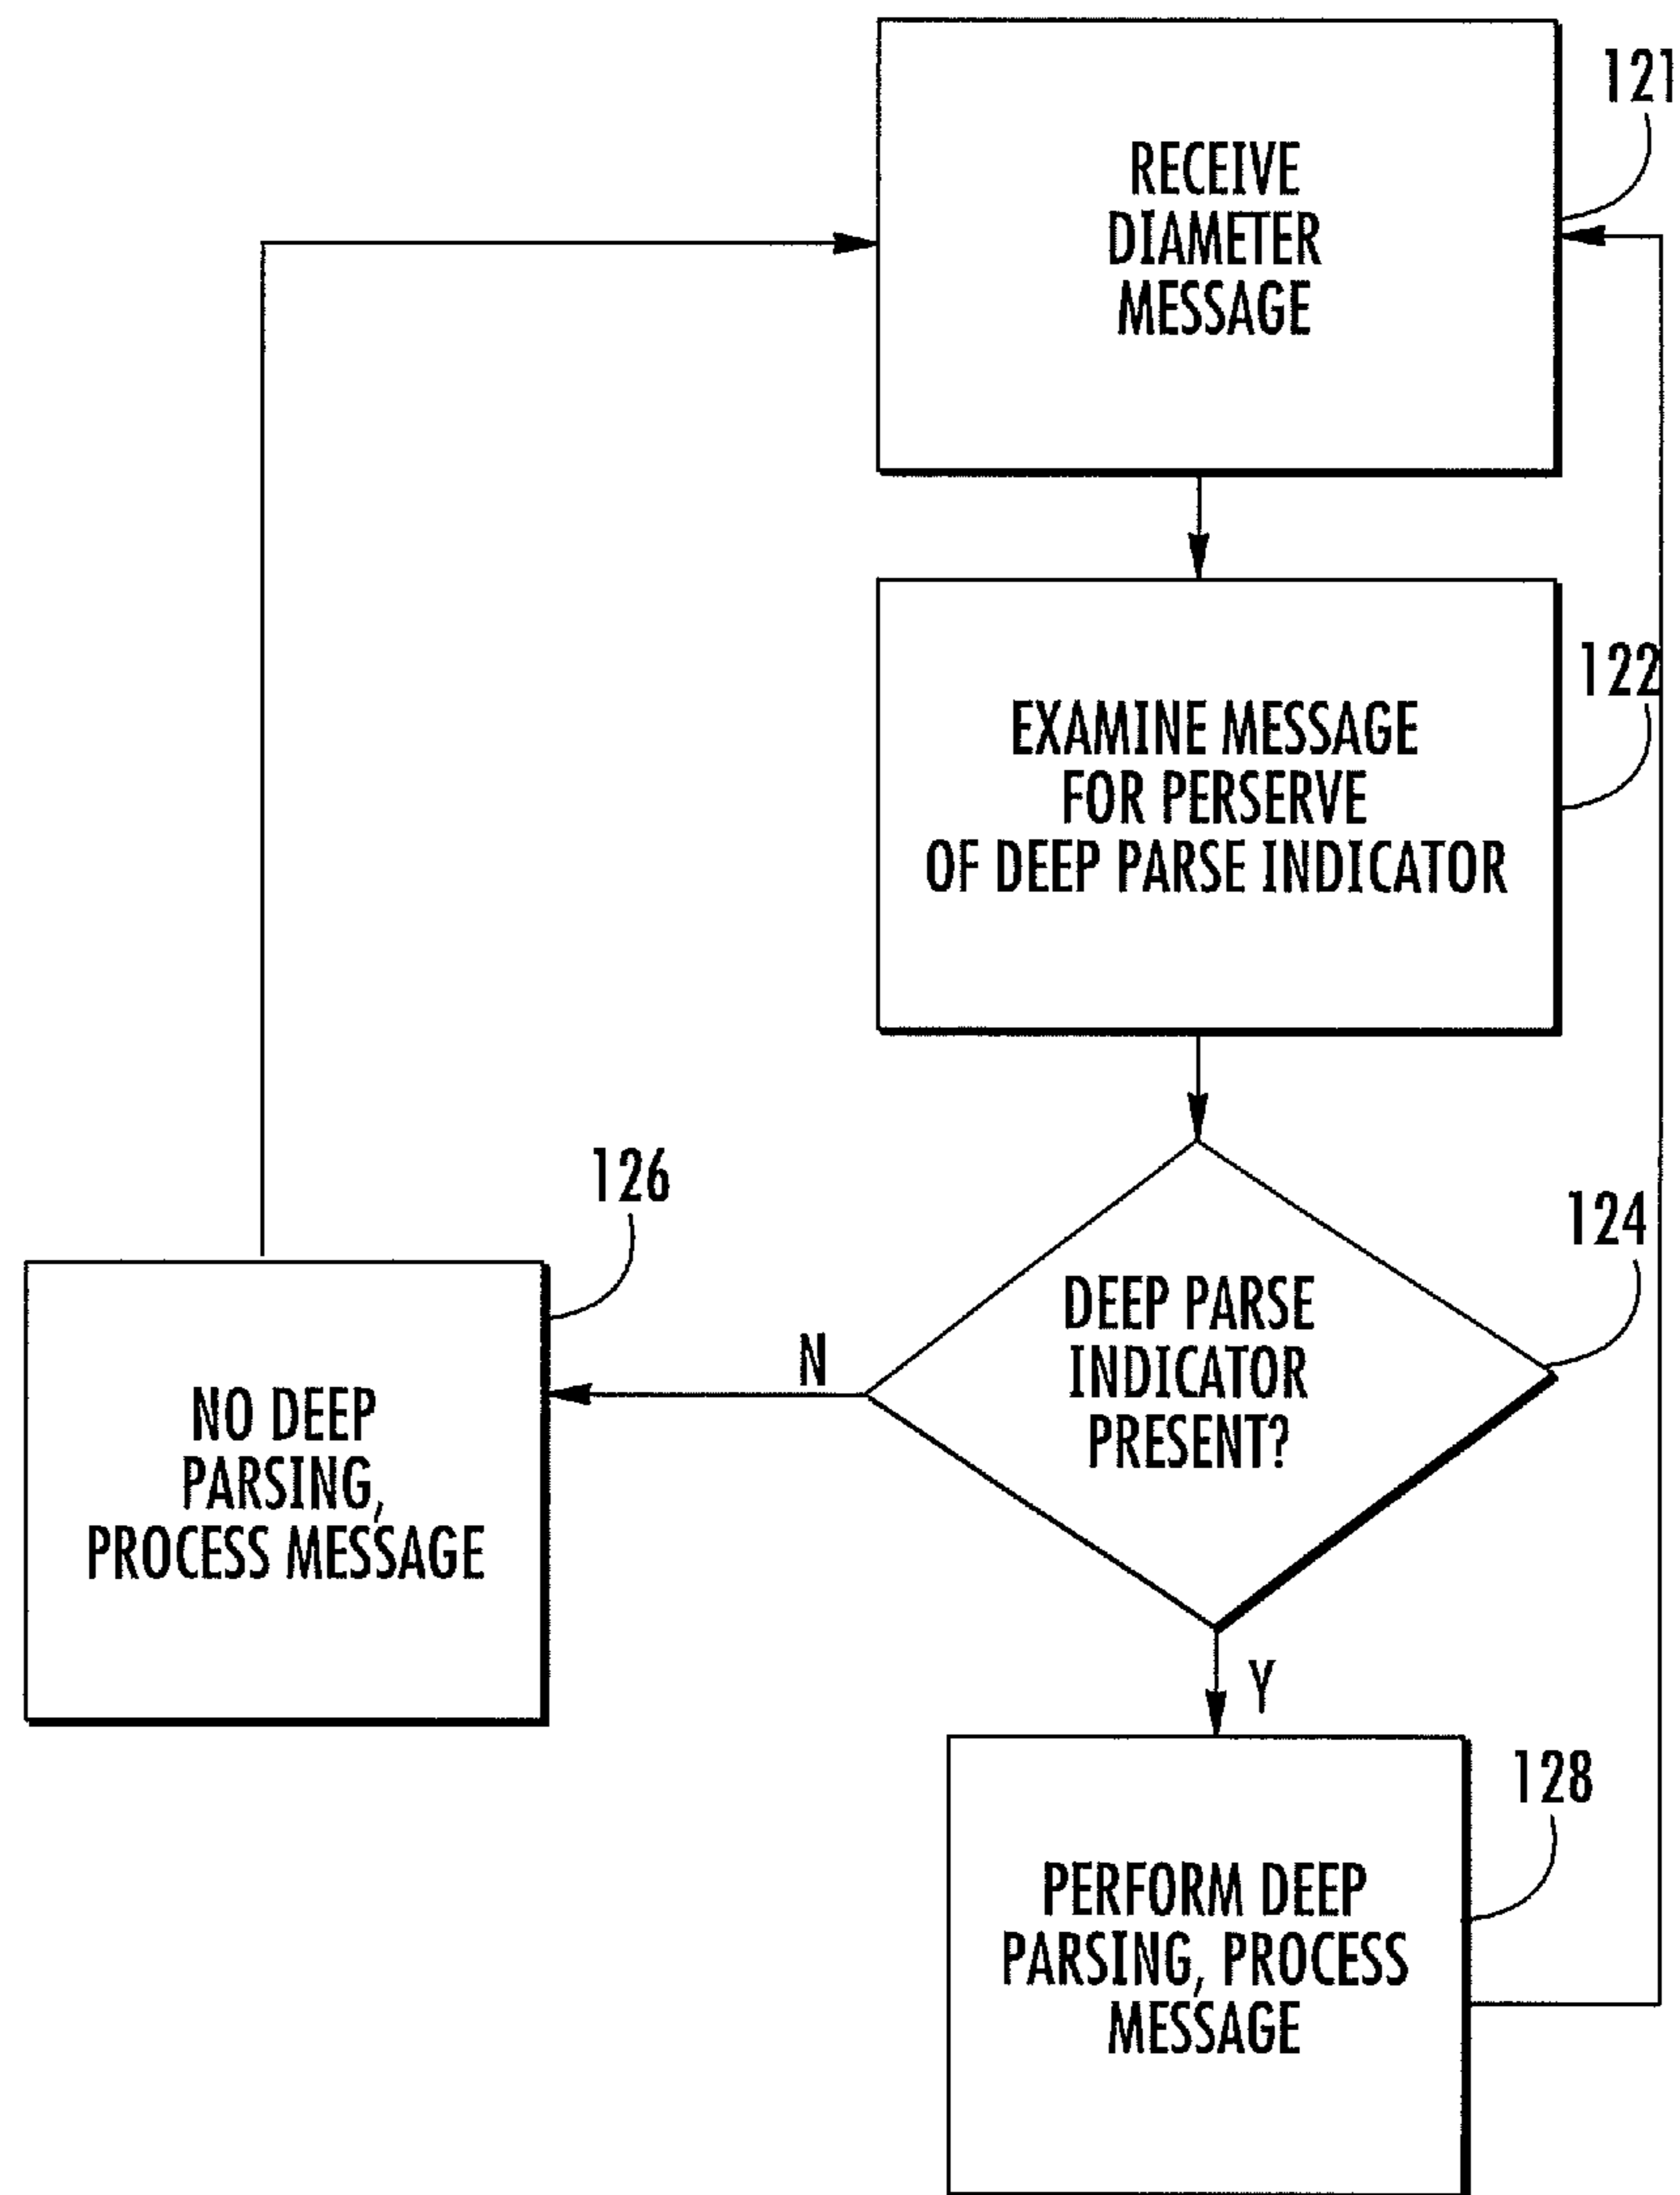 121
RECEIVE
DIAMETER
MESSAGE
122
EXAMINE MESSAGE
FOR PERSERVE
OF DEEP PARSE INDICATOR
126
124
DEEP PARSE
INDICATOR
PRESENT?
N
NO DEEP
PARSING,
PROCESS MESSAGE
Y
128
PERFORM DEEP
PARSING, PROCESS
MESSAGE